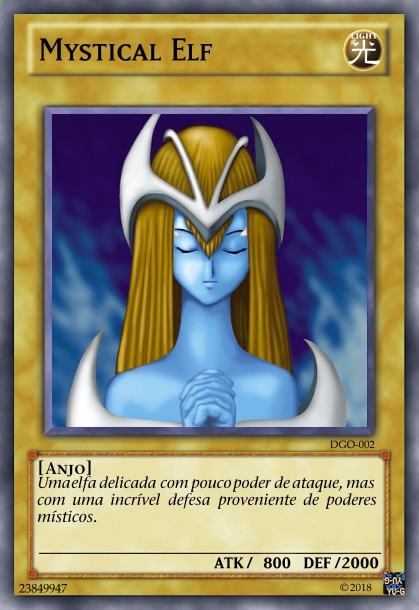 Mystical Elf
LIGHT
光
DGO-002
[Anjo]
Uma elfa delicada com pouco poder de ataque, mas
com uma incrível defesa proveniente de poderes
místicos.
ATK / 800 DEF / 2000
23849947
©2018